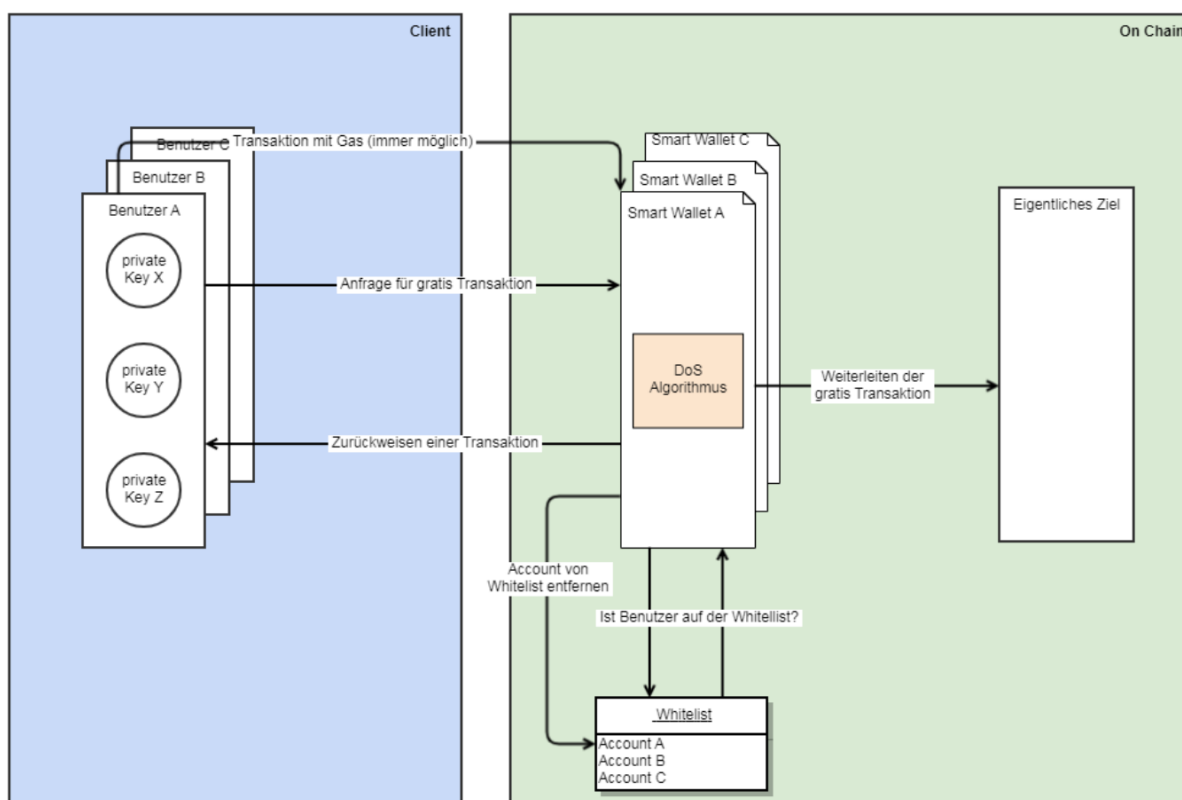 Client
On Chain
Benutzer C
Transaktion mit Gas (immer möglich)
Smart Wallet C
Benutzer B
Smart Wallet B
Benutzer A
Smart Wallet A
Eigentliches Ziel
private
Key X
Anfrage für gratis Transaktion
private
Key Y
DoS
Algorithmus
Weiterleiten der
gratis Transaktion
Zurückweisen einer Transaktion
private
Key Z
Account von
Whitelist entfernen
Ist Benutzer auf der Whitellist?
Whitelist
Account A
Account B
Account C